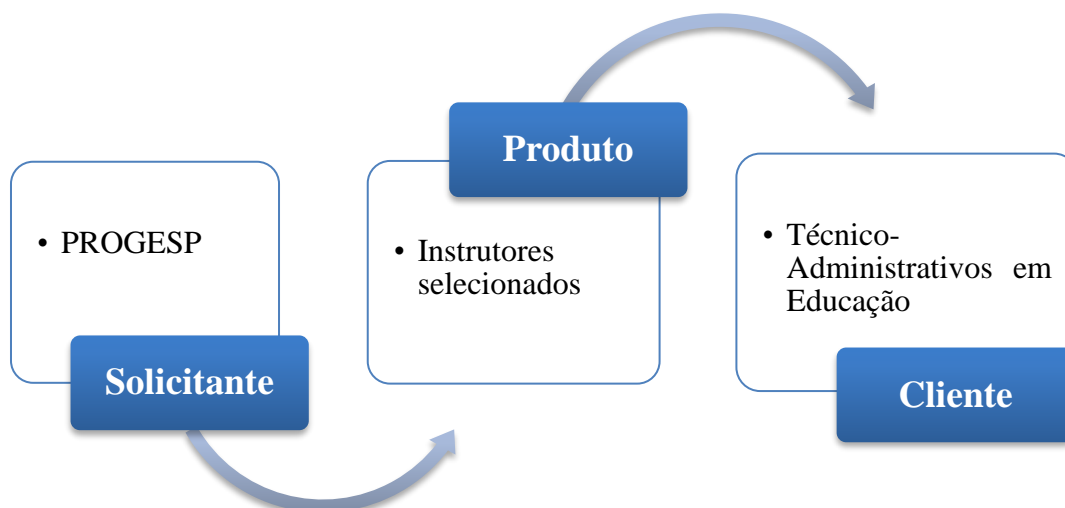 • PROGESP
Solicitante
Produto
• Instrutores
selecionados
• Técnico-
Administrativos em
Educação
Cliente